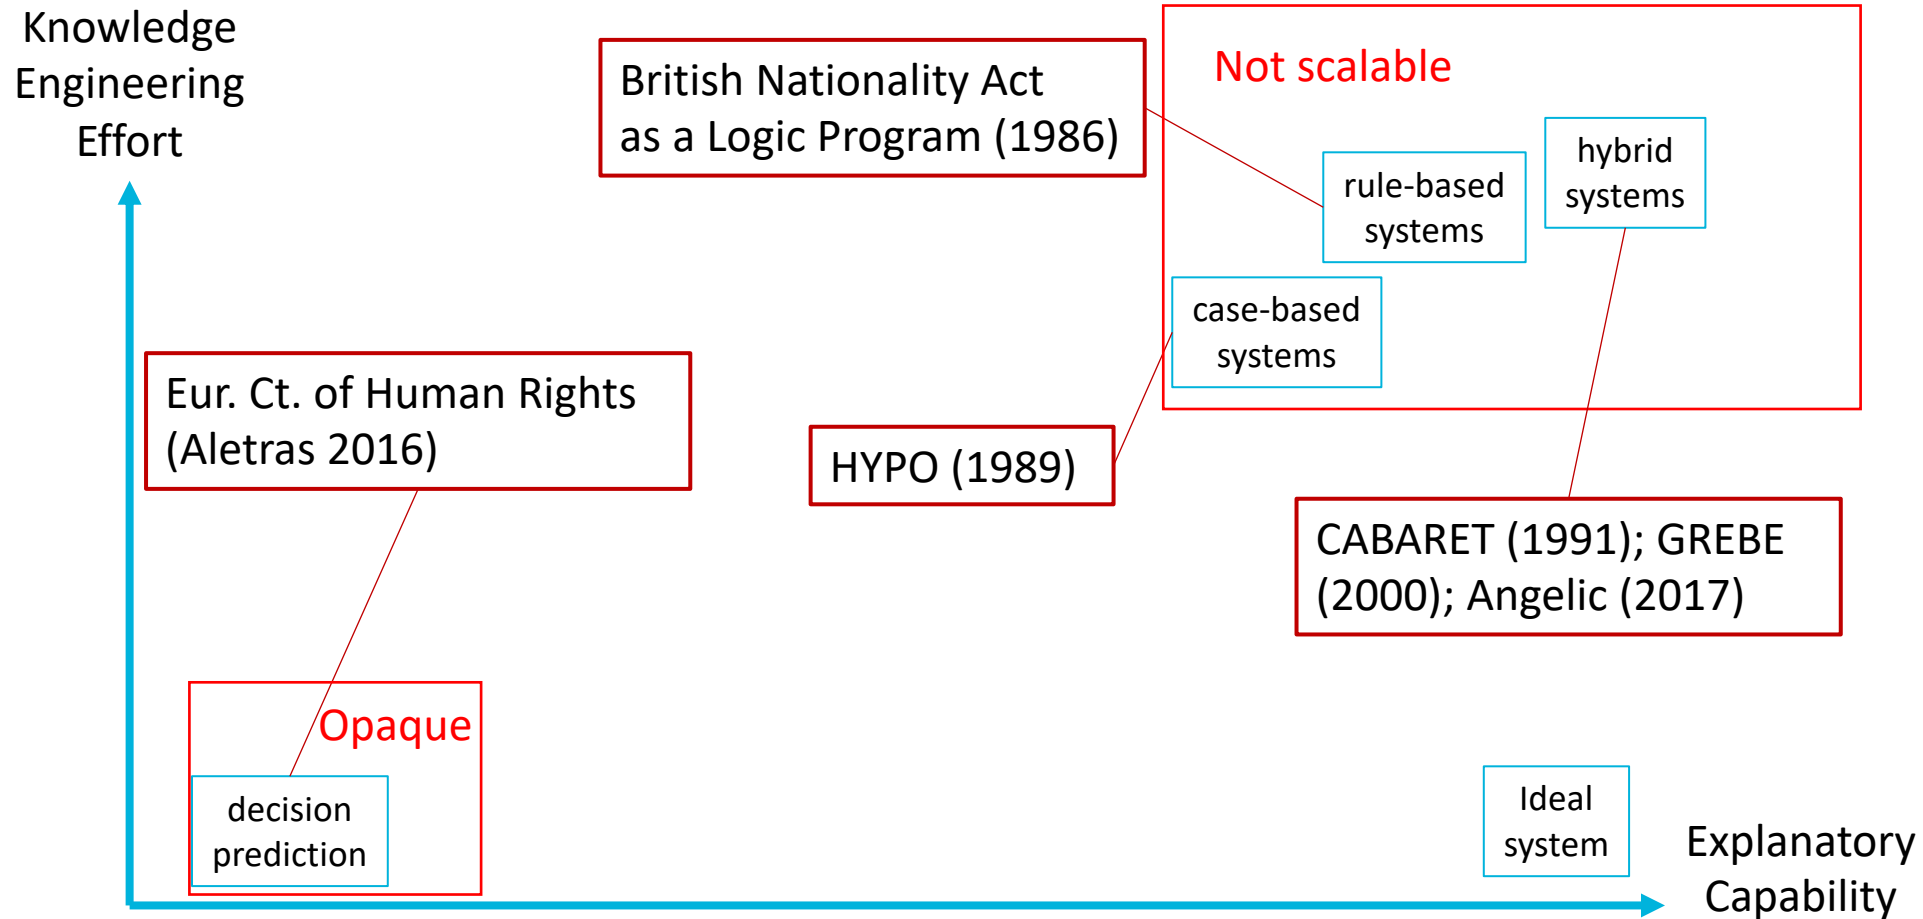 Knowledge
Engineering
Effort
British Nationality Act
as a Logic Program (1986)
Not scalable
hybrid
systems
rule-based
systems
case-based
systems
Eur. Ct. of Human Rights
(Aletras 2016)
HYPO (1989)
CABARET (1991); GREBE
(2000); Angelic (2017)
Opaque
decision
prediction
Ideal
system
Explanatory
Capability